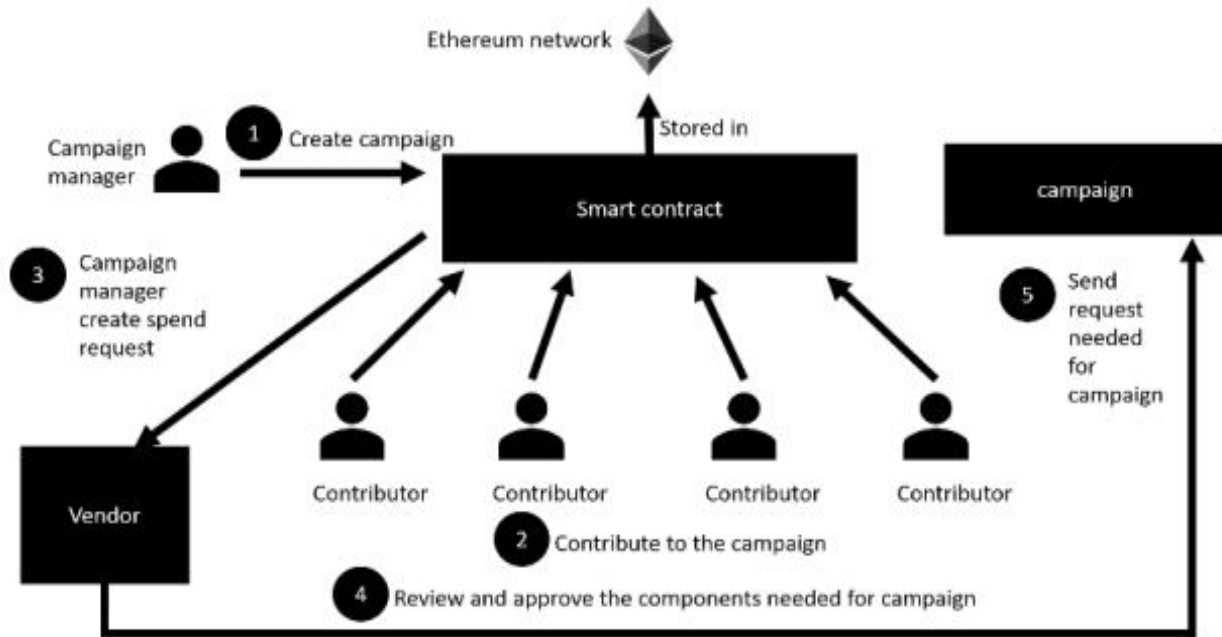 Ethereum network
Stored in
1
Create campaign
Campaign
manager
Smart contract
campaign
3
Campaign
manager
create spend
request
5
Send
request
needed
for
campaign
Vendor
Contributor
Contributor
Contributor
Contributor
2
Contribute to the campaign
4
Review and approve the components needed for campaign